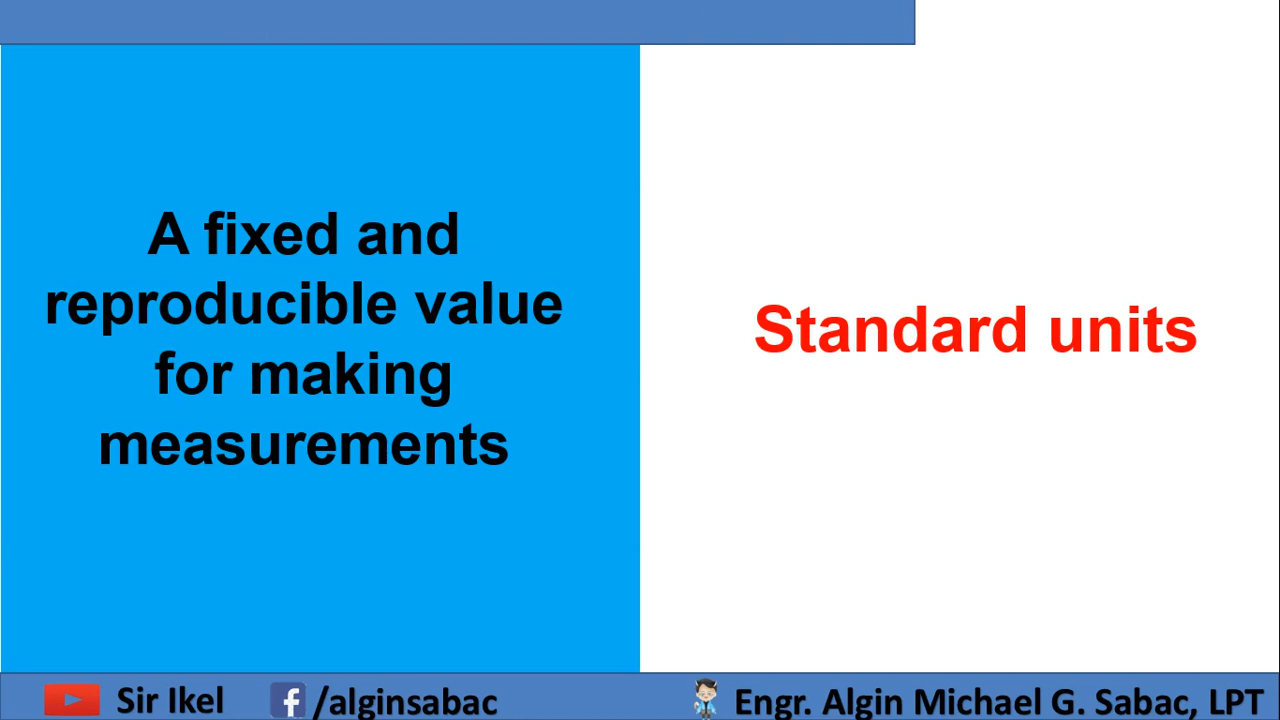 A fixed and
reproducible value
for making
measurements
Standard units
Sir Ikel
/alginsabac
Engr. Algin Michael G. Sabac, LPT